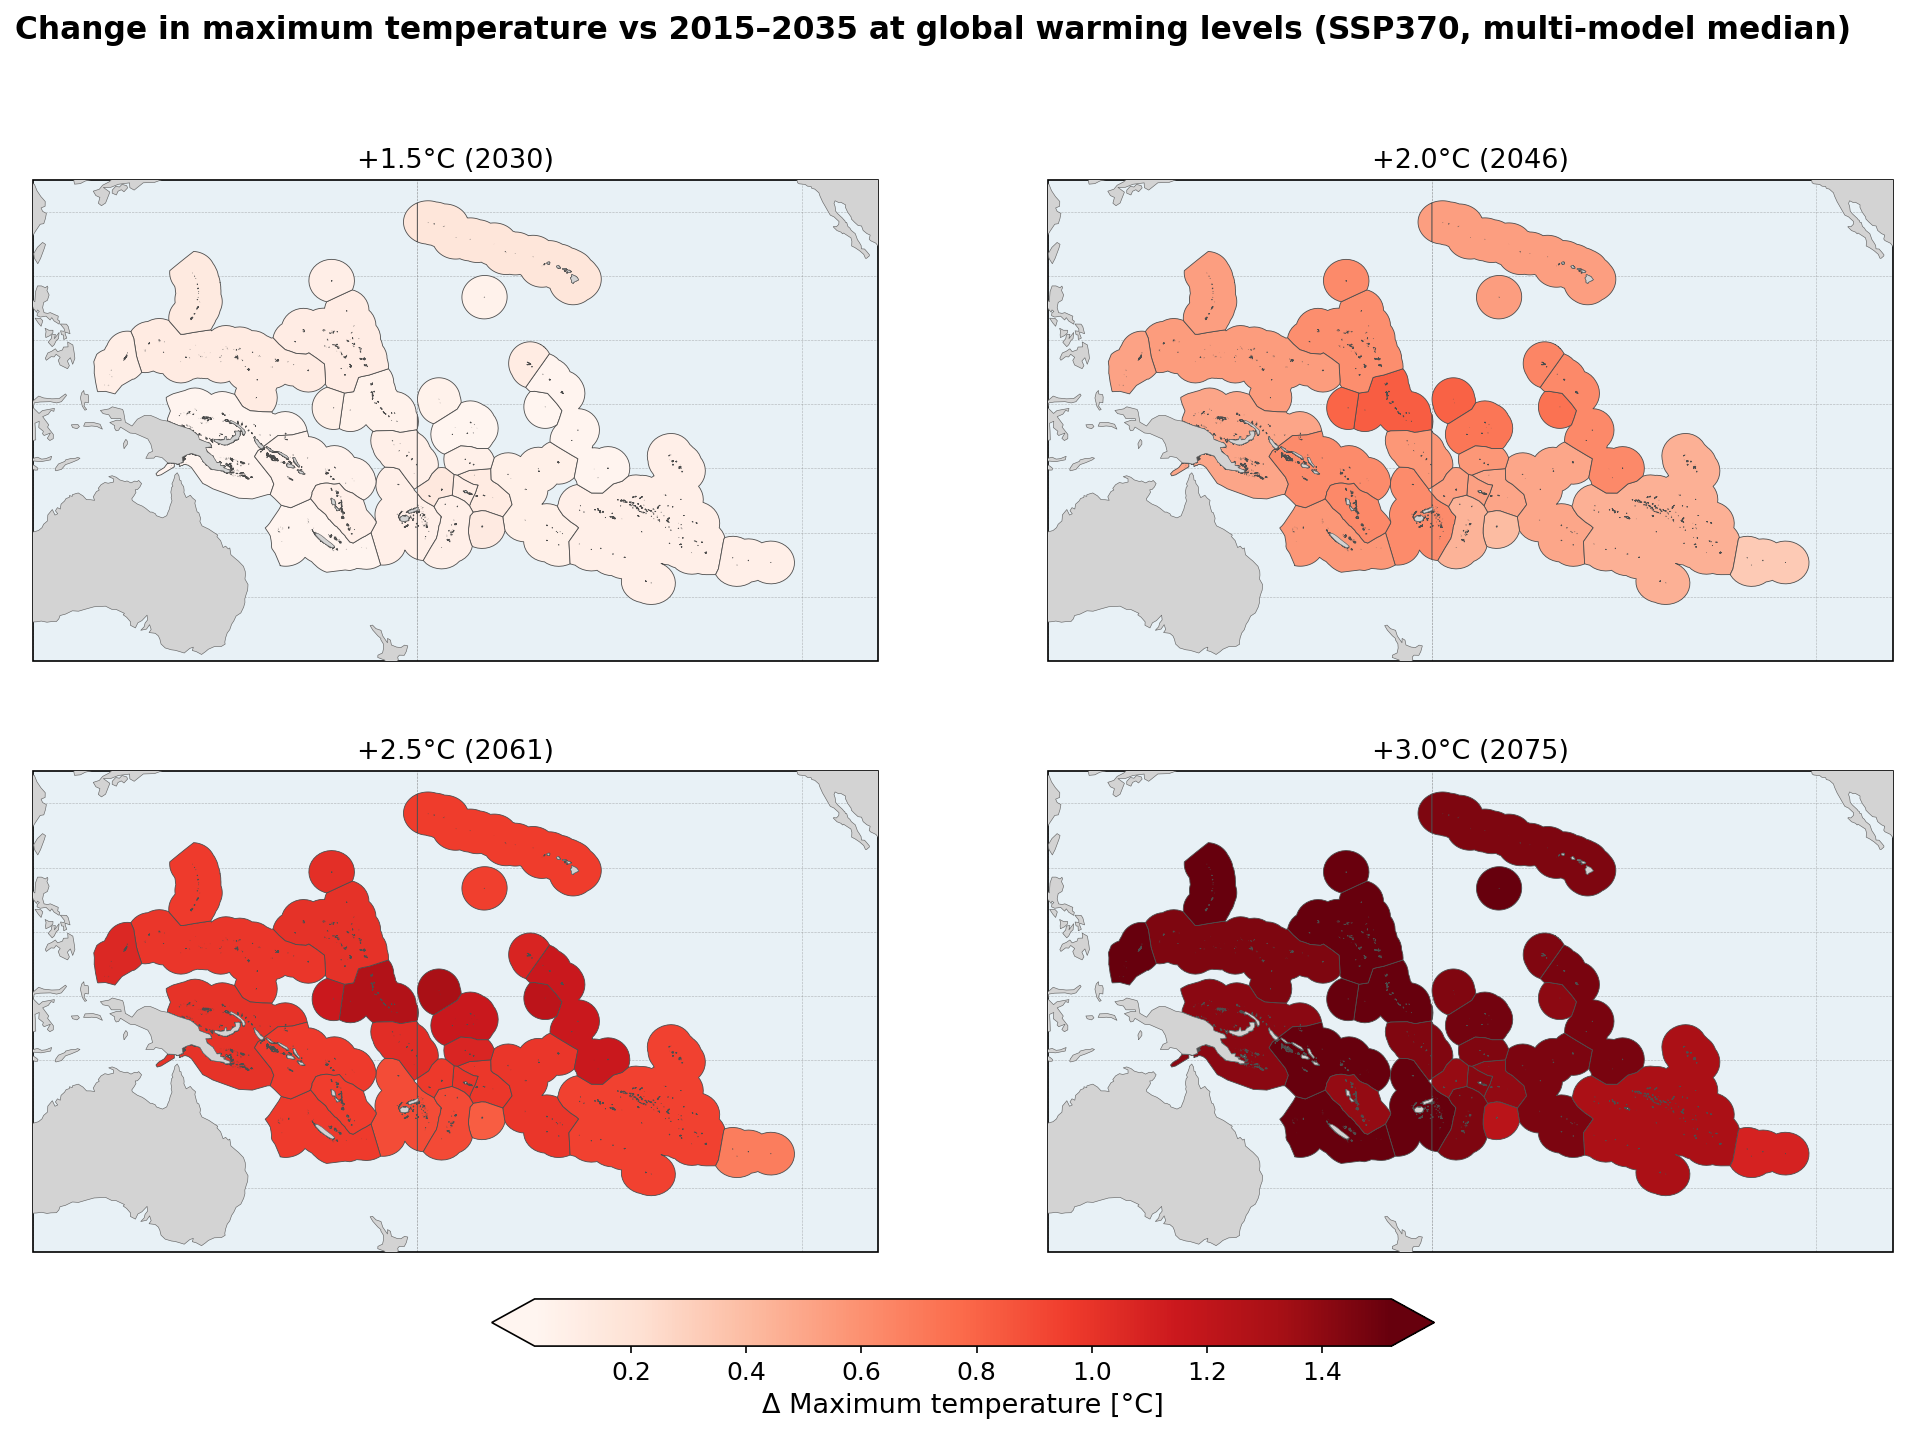 Change in maximum temperature vs 2015–2035 at global warming levels (SSP370, multi-model median)
+1.5°C (2030)
+2.0°C (2046)
+2.5°C (2061)
+3.0°C (2075)
0.2 0.4 0.6 0.8 1.0 1.2 1.4
Δ Maximum temperature [°C]